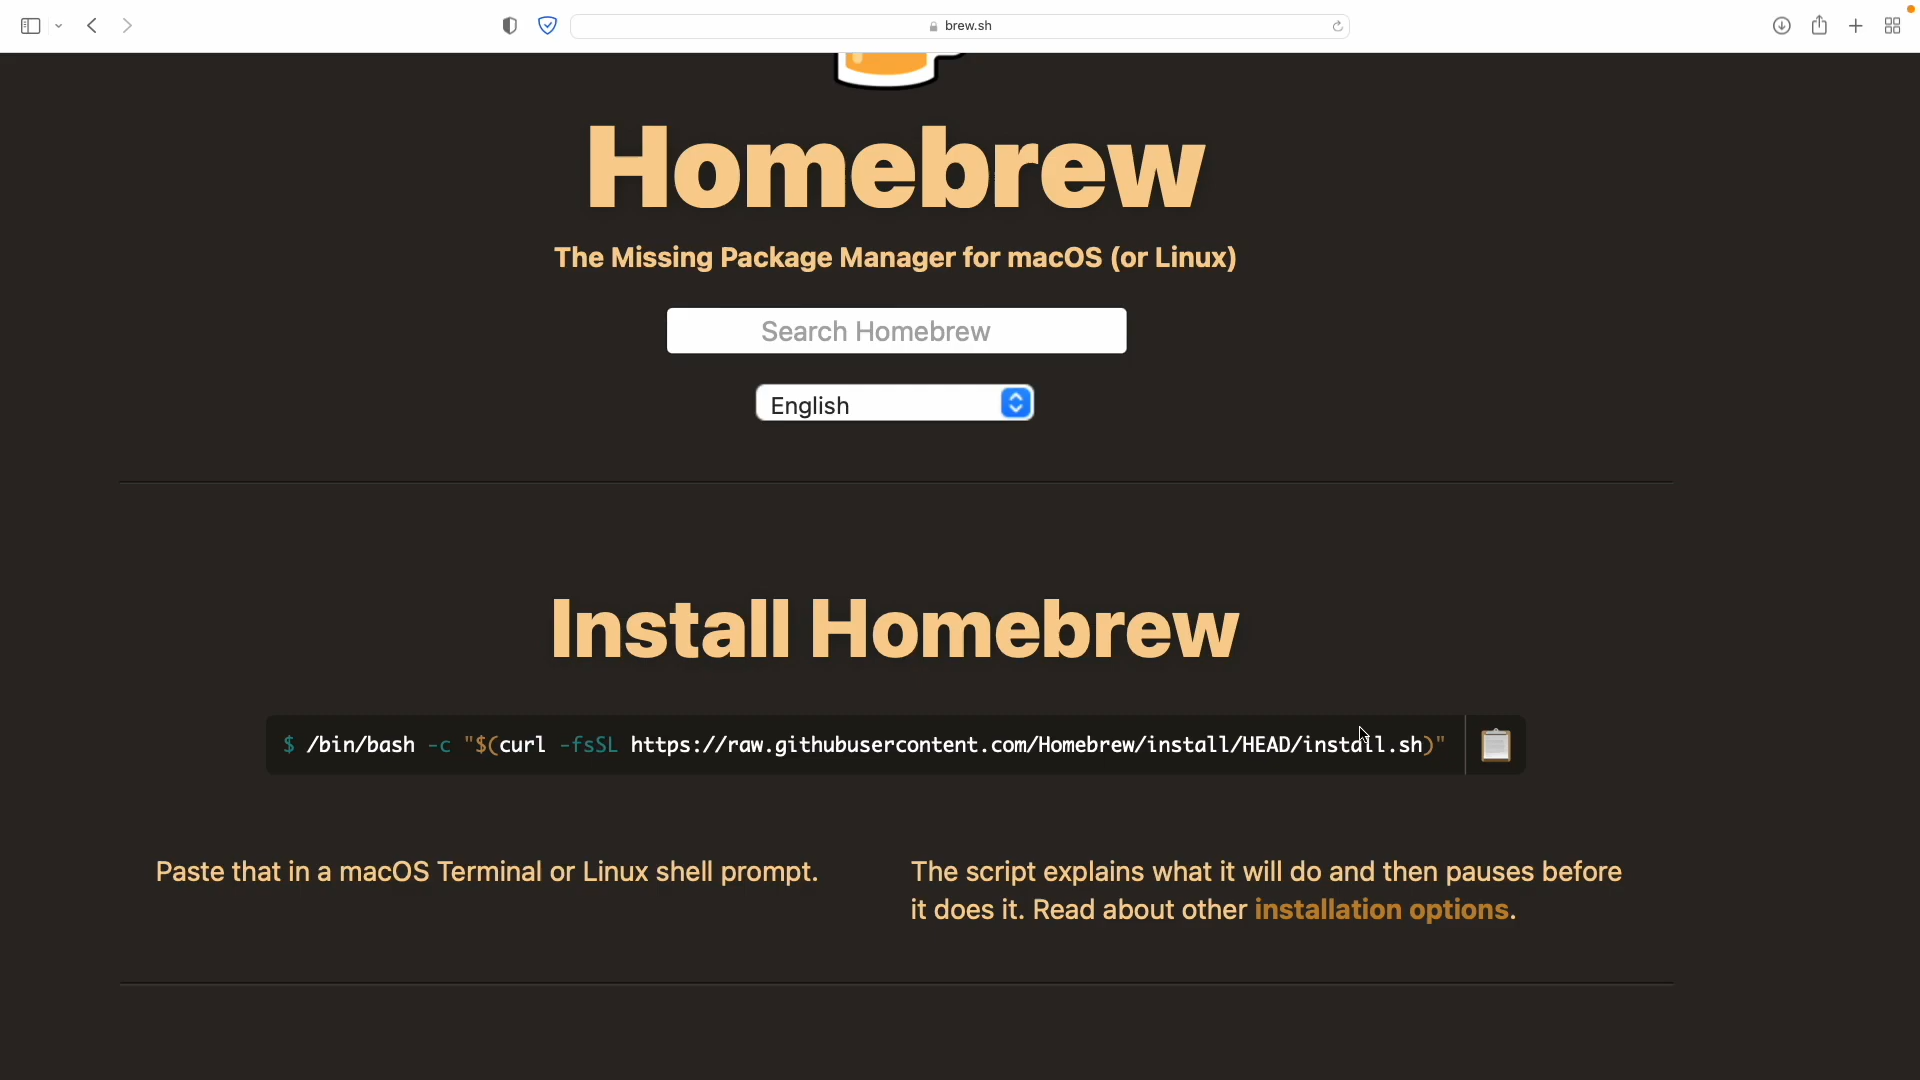 brew.sh
Homebrew
The Missing Package Manager for macOS (or Linux)
Search Homebrew
English
Install Homebrew
$ /bin/bash -c "$(curl -fsSL https://raw.githubusercontent.com/Homebrew/install/HEAD/install.sh)"
Paste that in a macOS Terminal or Linux shell prompt.
The script explains what it will do and then pauses before
it does it. Read about other installation options.